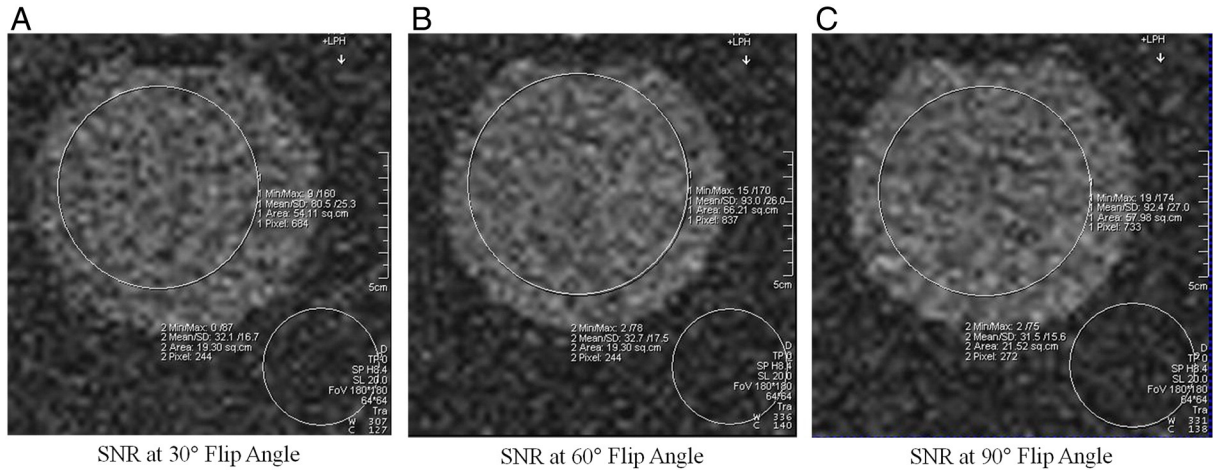 A
+LPH
1
1 Min/Max: 9 /160
1 Mean/SD: 80.5 /25.3
1 Area: 54.11 sq.cm
1 Pixel: 684
5cm
2 Min/Max: 0 /87
2 Mean/SD: 32.1 /16.7
2 Area: 19.30 sq.cm
2 Pixel: 244
D
TP 0
SP H8.4
SL 20.0
FoV 180*180
64*64
Tra
W 307
C 127
SNR at 30° Flip Angle
B
+LPH
1
1 Min/Max: 15 /170
1 Mean/SD: 93.0 /26.0
1 Area: 66.21 sq.cm
1 Pixel: 837
5cm
2 Min/Max: 2 /78
2 Mean/SD: 32.7 /17.5
2 Area: 19.30 sq.cm
2 Pixel: 244
D
TP 0
SP H8.4
SL 20.0
FoV 180*180
64*64
Tra
W 336
C 140
SNR at 60° Flip Angle
C
+LPH
1 Min/Max: 19 /174
1 Mean/SD: 92.4 /27.0
1 Area: 57.98 sq.cm
1 Pixel: 733
5cm
2 Min/Max: 2 /75
2 Mean/SD: 31.5 /15.6
2 Area: 21.52 sq.cm
2 Pixel: 272
D
TP 0
SP H8.4
SL 20.0
FoV 180*180
64*64
Tra
W 331
C 138
SNR at 90° Flip Angle